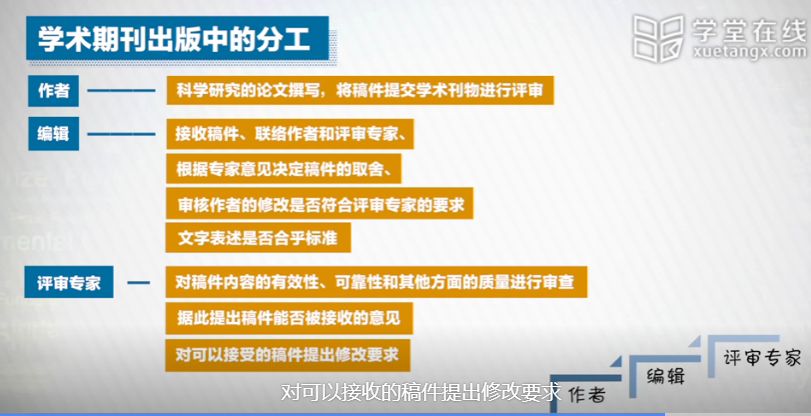 学术期刊出版中的分工
学堂在线
xuetangx.com
作者
科学研究的论文撰写，将稿件提交学术刊物进行评审
编辑
接收稿件、联络作者和评审专家、
根据专家意见决定稿件的取舍、
审核作者的修改是否符合评审专家的要求
文字表述是否合乎标准
评审专家
对稿件内容的有效性、可靠性和其他方面的质量进行审查
据此提出稿件能否被接收的意见
对可以接受的稿件提出修改要求
评审专家
编辑
作者
对可以接收的稿件提出修改要求